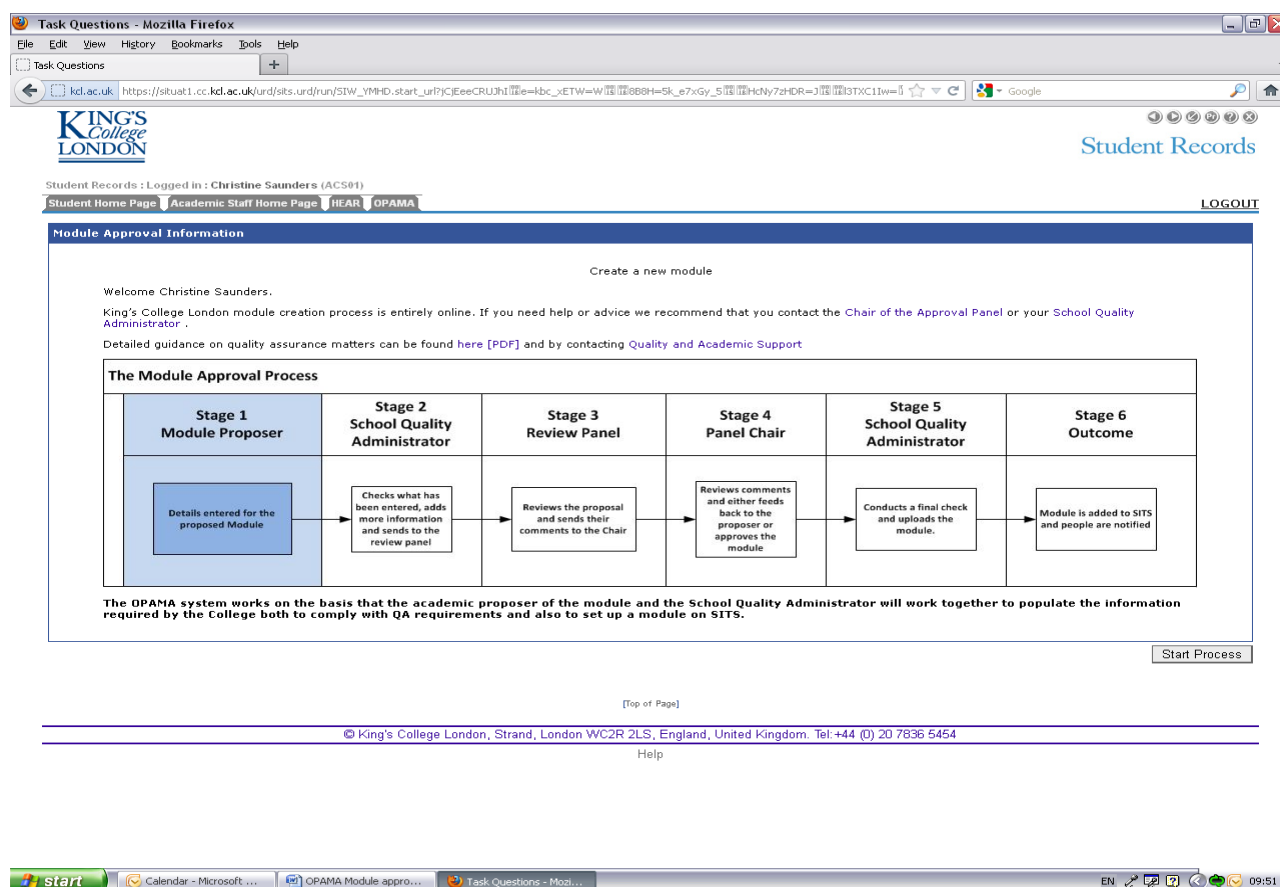 Task Questions - Mozilla Firefox
File Edit View History Bookmarks Tools Help
Task Questions +
kcl.ac.uk https://situat1.cc.kcl.ac.uk/urd/sits.urd/run/SIW_YMHD.start_url? Google
KING'S
College
LONDON
Student Records
Student Records : Logged in : Christine Saunders (ACS01)
Student Home Page Academic Staff Home Page HEAR OPAMA
LOGOUT
Module Approval Information
Create a new module
Welcome Christine Saunders.
King's College London module creation process is entirely online. If you need help or advice we recommend that you contact the Chair of the Approval Panel or your School Quality
Administrator .
Detailed guidance on quality assurance matters can be found here [PDF] and by contacting Quality and Academic Support
The Module Approval Process
Stage 1
Module Proposer
Stage 2
School Quality
Administrator
Stage 3
Review Panel
Stage 4
Panel Chair
Stage 5
School Quality
Administrator
Stage 6
Outcome
Details entered for the
proposed Module
Checks what has
been entered, adds
more information
and sends to the
review panel
Reviews the proposal
and sends their
comments to the Chair
Reviews comments
and either feeds
back to the
proposer or
approves the
module
Conducts a final check
and uploads the
module.
Module is added to SITS
and people are notified
The OPAMA system works on the basis that the academic proposer of the module and the School Quality Administrator will work together to populate the information
required by the College both to comply with QA requirements and also to set up a module on SITS.
Start Process
[Top of Page]
© King's College London, Strand, London WC2R 2LS, England, United Kingdom. Tel:+44 (0) 20 7836 5454
Help
start Calendar - Microsoft ... OPAMA Module appro... Task Questions - Mozi... EN 09:51